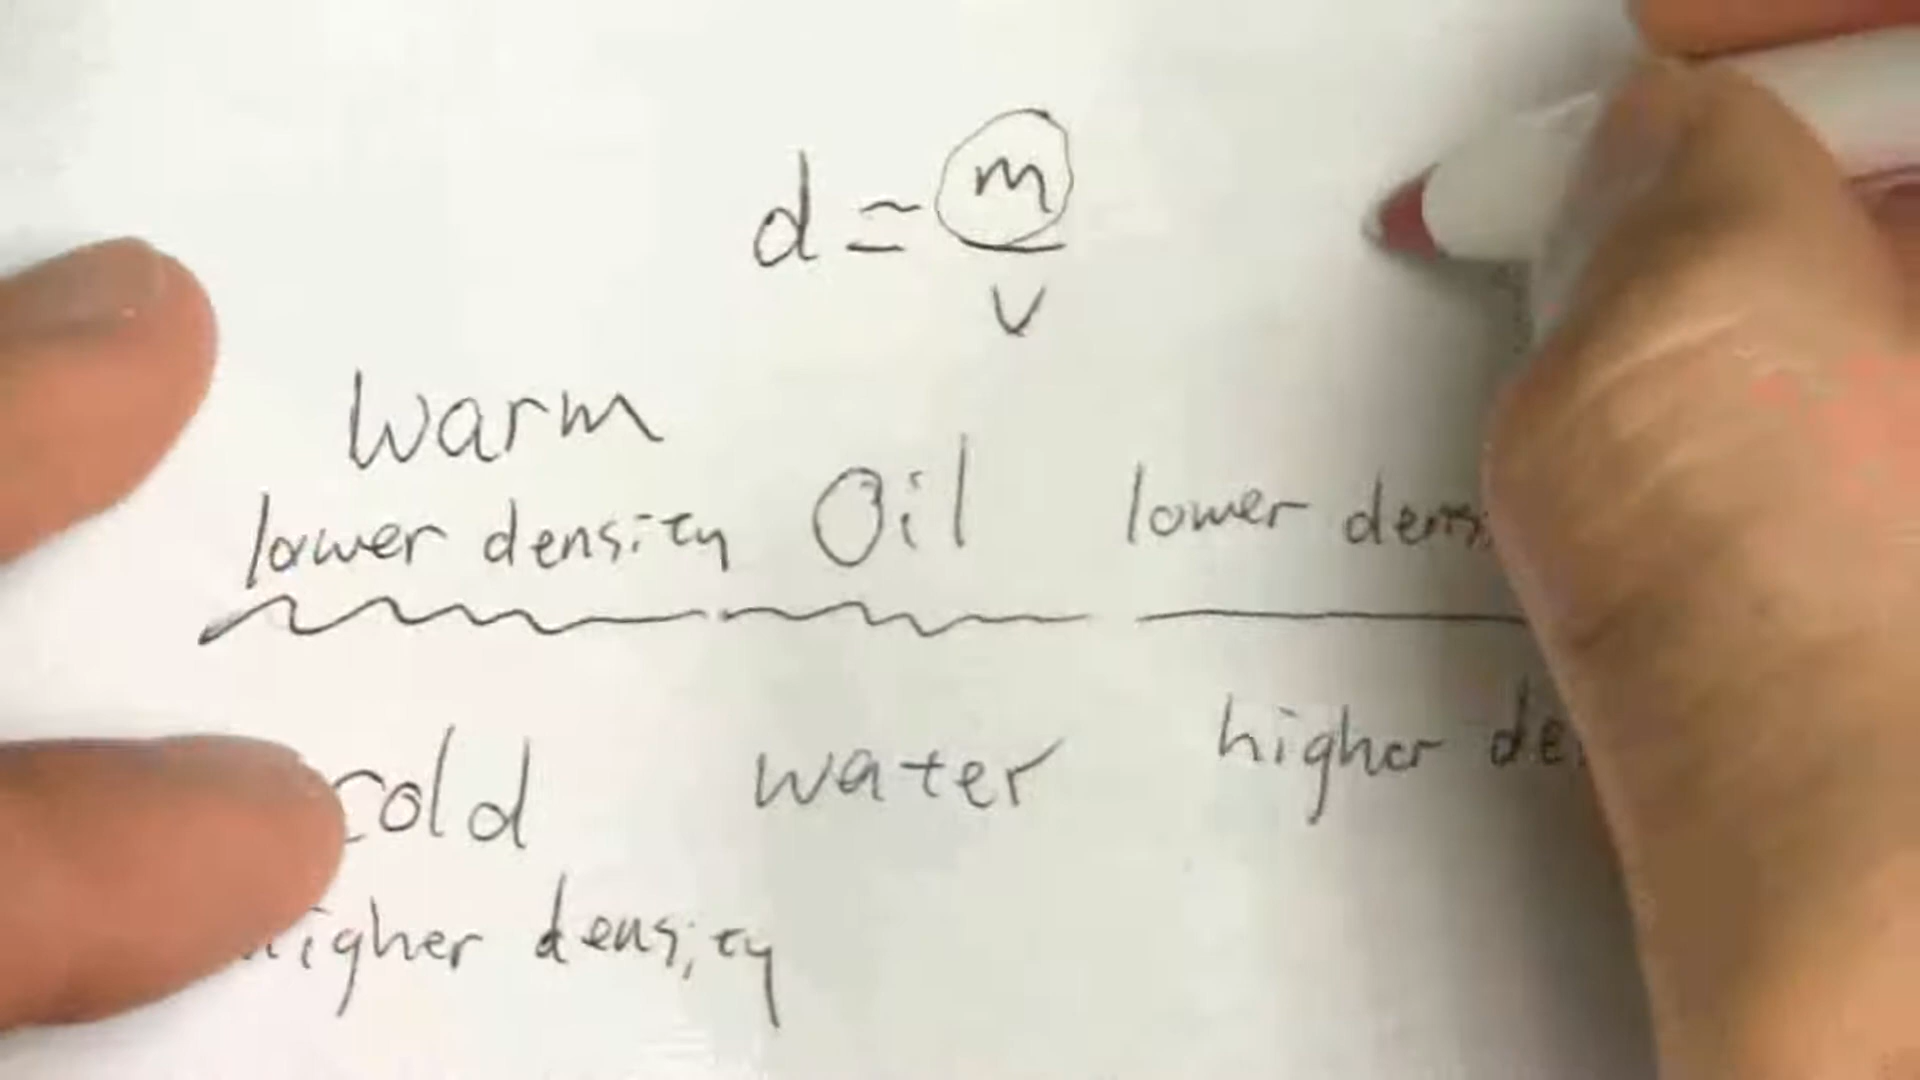 d = m
v
Warm
lower density Oil lower
cold water higher
density